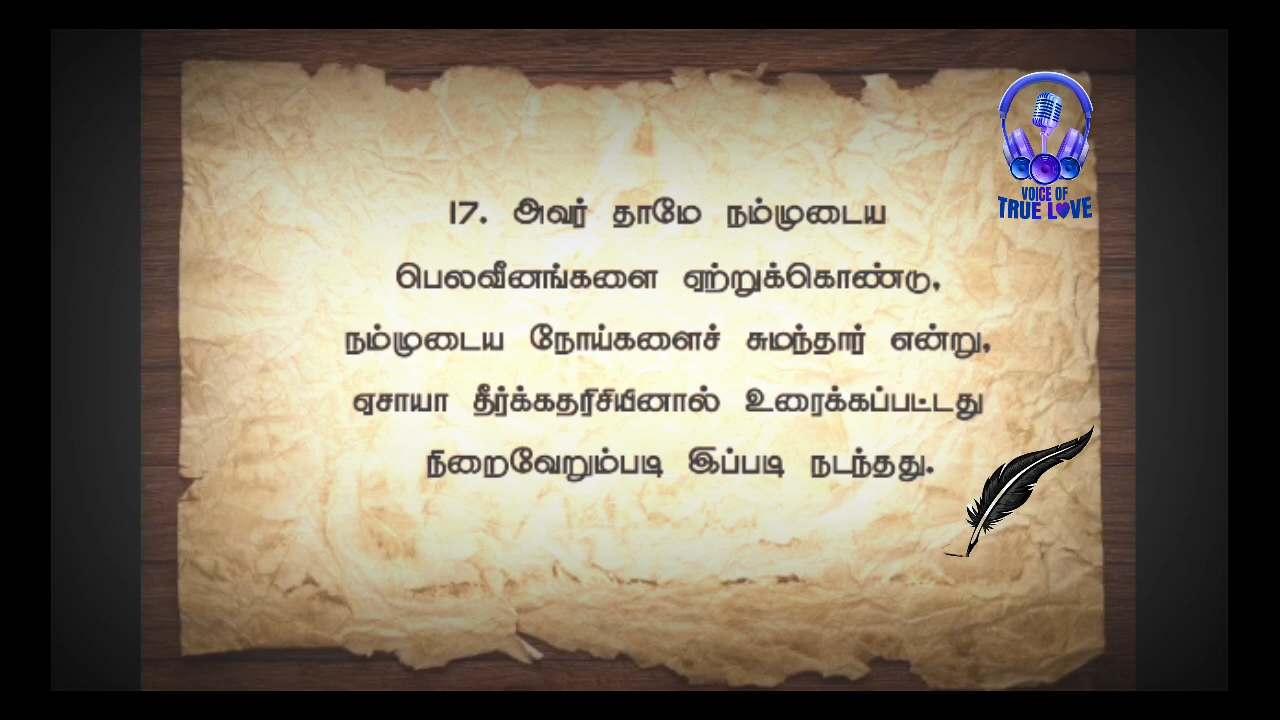 17. அவர் தாமே நம்முடைய
பெலவீனங்களை ஏற்றுக்கொண்டு,
நம்முடைய நோய்களைச் சுமந்தார் என்று,
ஏசாயா தீர்க்கதரிசியினால் உரைக்கப்பட்டது
நிறைவேறும்படி இப்படி நடந்தது.
VOICE OF
TRUE LOVE